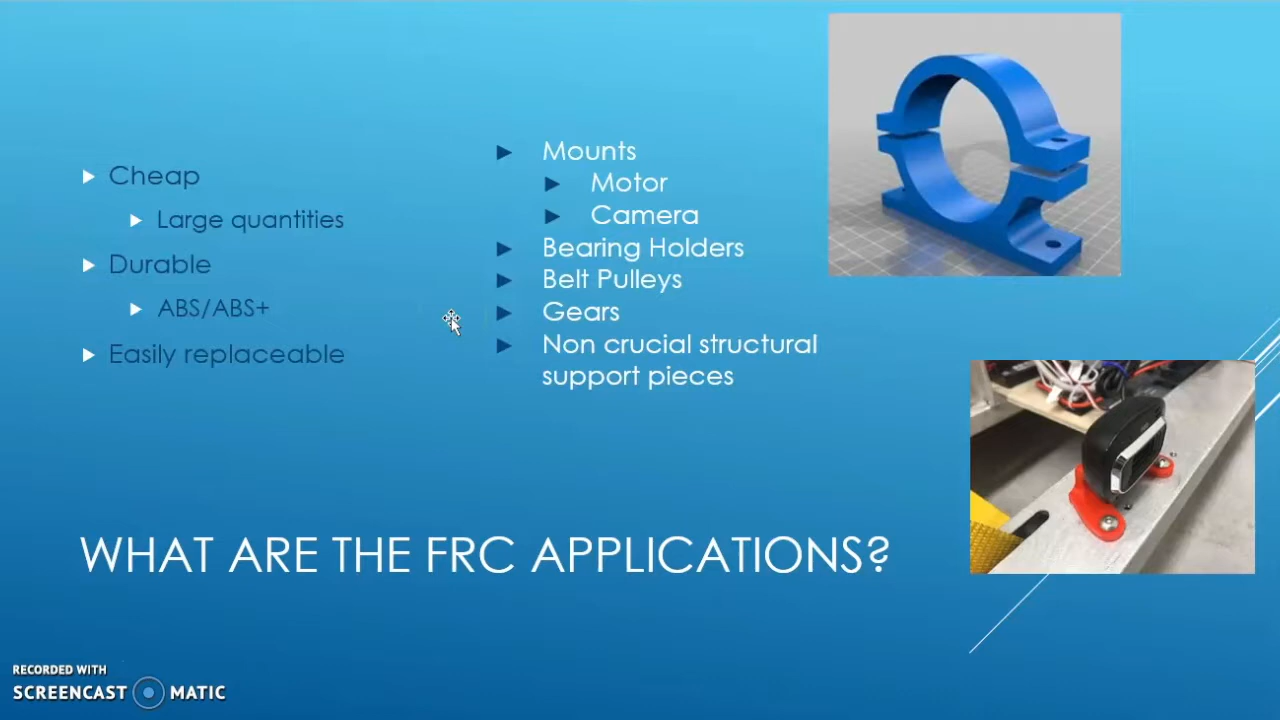 Cheap
Large quantities
Durable
ABS/ABS+
Easily replaceable
Mounts
Motor
Camera
Bearing Holders
Belt Pulleys
Gears
Non crucial structural
support pieces
WHAT ARE THE FRC APPLICATIONS?
RECORDED WITH
SCREENCAST MATIC